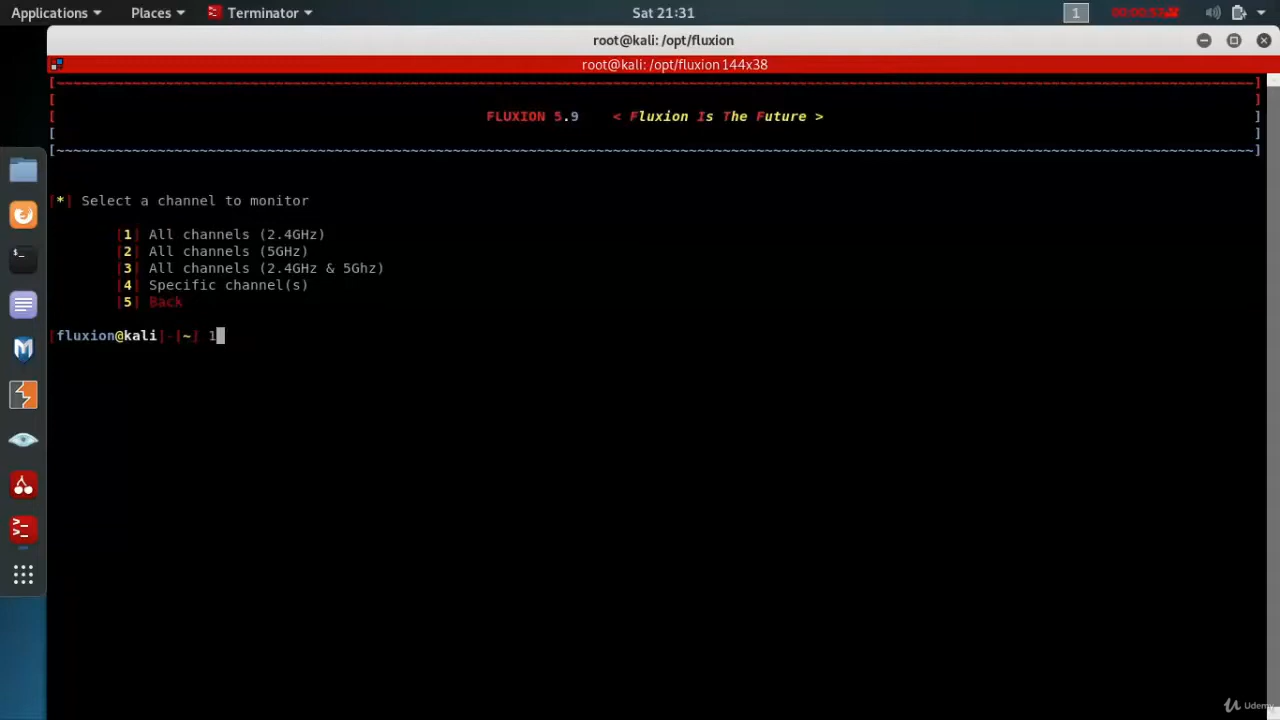 Applications Places Terminator Sat 21:31 1
root@kali: /opt/fluxion
root@kali: /opt/fluxion 144x38
[~~~~~~~~~~~~~~~~~~~~~~~~~~~~~~~~~~~~~~~~~~~~~~~~~~~~~~~~~~~~~~~~~~~~~~~~~~~~~~~~~~~~~~~~~~~~~~~~~~~~~~~~~~~~~~~~~~~~~~~~~~~~~~~~~~~~~~~~~~~~~~]
[ ]
[ FLUXION 5.9 < Fluxion Is The Future > ]
[ ]
[~~~~~~~~~~~~~~~~~~~~~~~~~~~~~~~~~~~~~~~~~~~~~~~~~~~~~~~~~~~~~~~~~~~~~~~~~~~~~~~~~~~~~~~~~~~~~~~~~~~~~~~~~~~~~~~~~~~~~~~~~~~~~~~~~~~~~~~~~~~~~~]
[*] Select a channel to monitor
[1] All channels (2.4GHz)
[2] All channels (5GHz)
[3] All channels (2.4GHz & 5Ghz)
[4] Specific channel(s)
[5] Back
[fluxion@kali]-[~] 1
Udemy